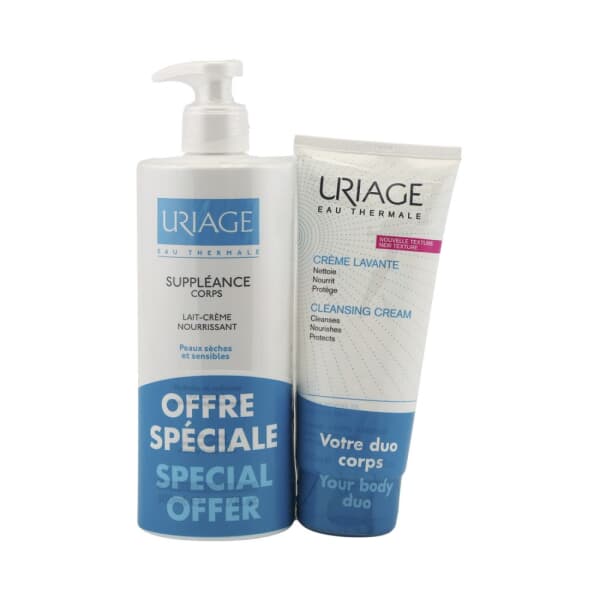 URIAGE
EAU THERMALE
SUPPLÉANCE
CORPS
LAIT-CRÈME
NOURRISSANT
Peaux sèches
et sensibles
OFFRE
SPÉCIALE
SPECIAL
OFFER
URIAGE
EAU THERMALE
NOUVELLE TEXTURE
NEW TEXTURE
CRÈME LAVANTE
Nettoie
Nourrit
Protège
CLEANSING CREAM
Cleanses
Nourishes
Protects
Votre duo
corps
Your body
duo